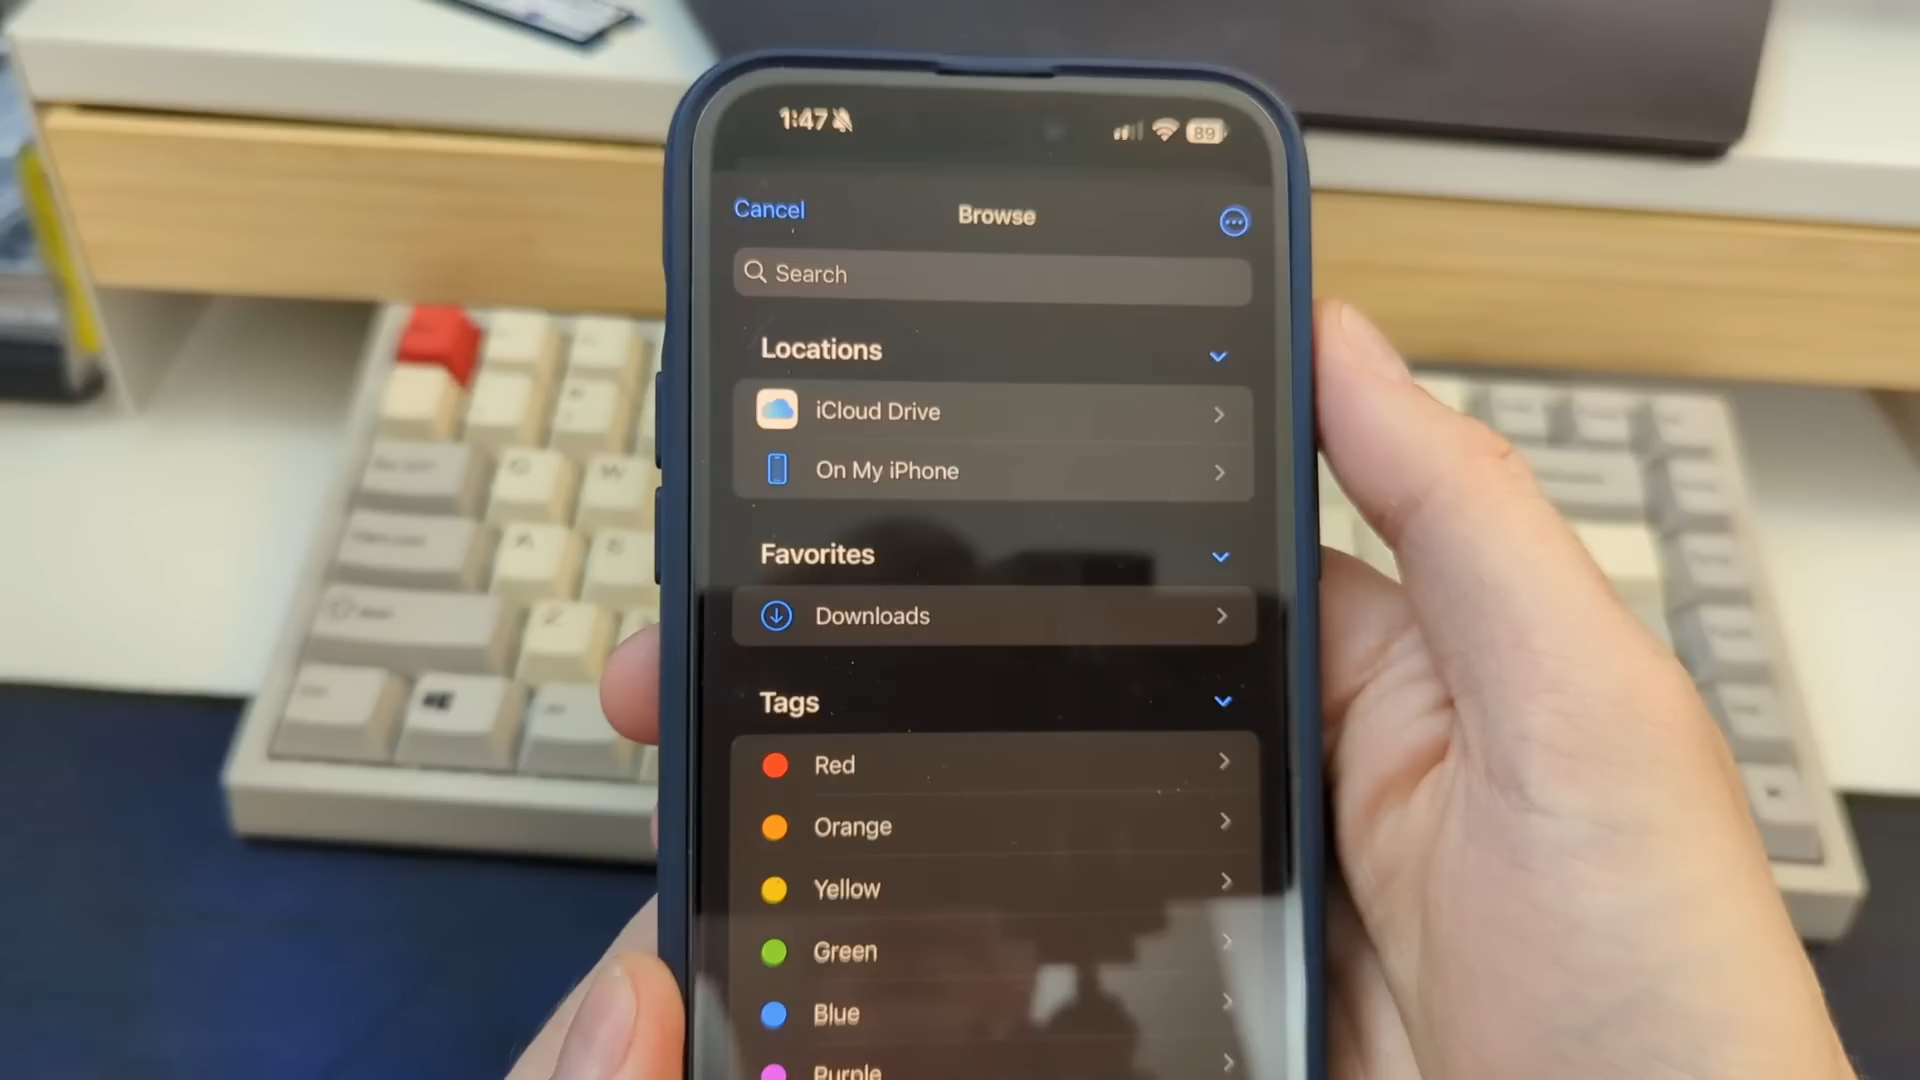 1:47
89
Cancel
Browse
Search
Locations
iCloud Drive
On My iPhone
Favorites
Downloads
Tags
Red
Orange
Yellow
Green
Blue
Purple
Q
W
A
S
Z